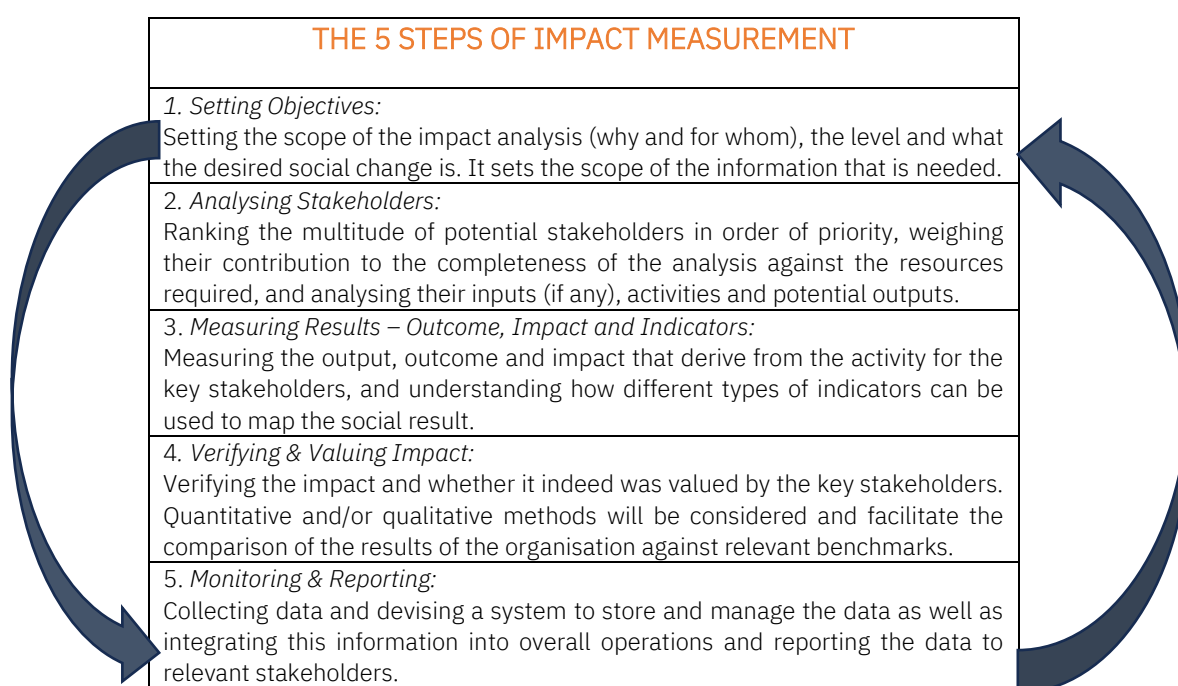 THE 5 STEPS OF IMPACT MEASUREMENT
1. Setting Objectives:
Setting the scope of the impact analysis (why and for whom), the level and what
the desired social change is. It sets the scope of the information that is needed.
2. Analysing Stakeholders:
Ranking the multitude of potential stakeholders in order of priority, weighing
their contribution to the completeness of the analysis against the resources
required, and analysing their inputs (if any), activities and potential outputs.
3. Measuring Results – Outcome, Impact and Indicators:
Measuring the output, outcome and impact that derive from the activity for the
key stakeholders, and understanding how different types of indicators can be
used to map the social result.
4. Verifying & Valuing Impact:
Verifying the impact and whether it indeed was valued by the key stakeholders.
Quantitative and/or qualitative methods will be considered and facilitate the
comparison of the results of the organisation against relevant benchmarks.
5. Monitoring & Reporting:
Collecting data and devising a system to store and manage the data as well as
integrating this information into overall operations and reporting the data to
relevant stakeholders.